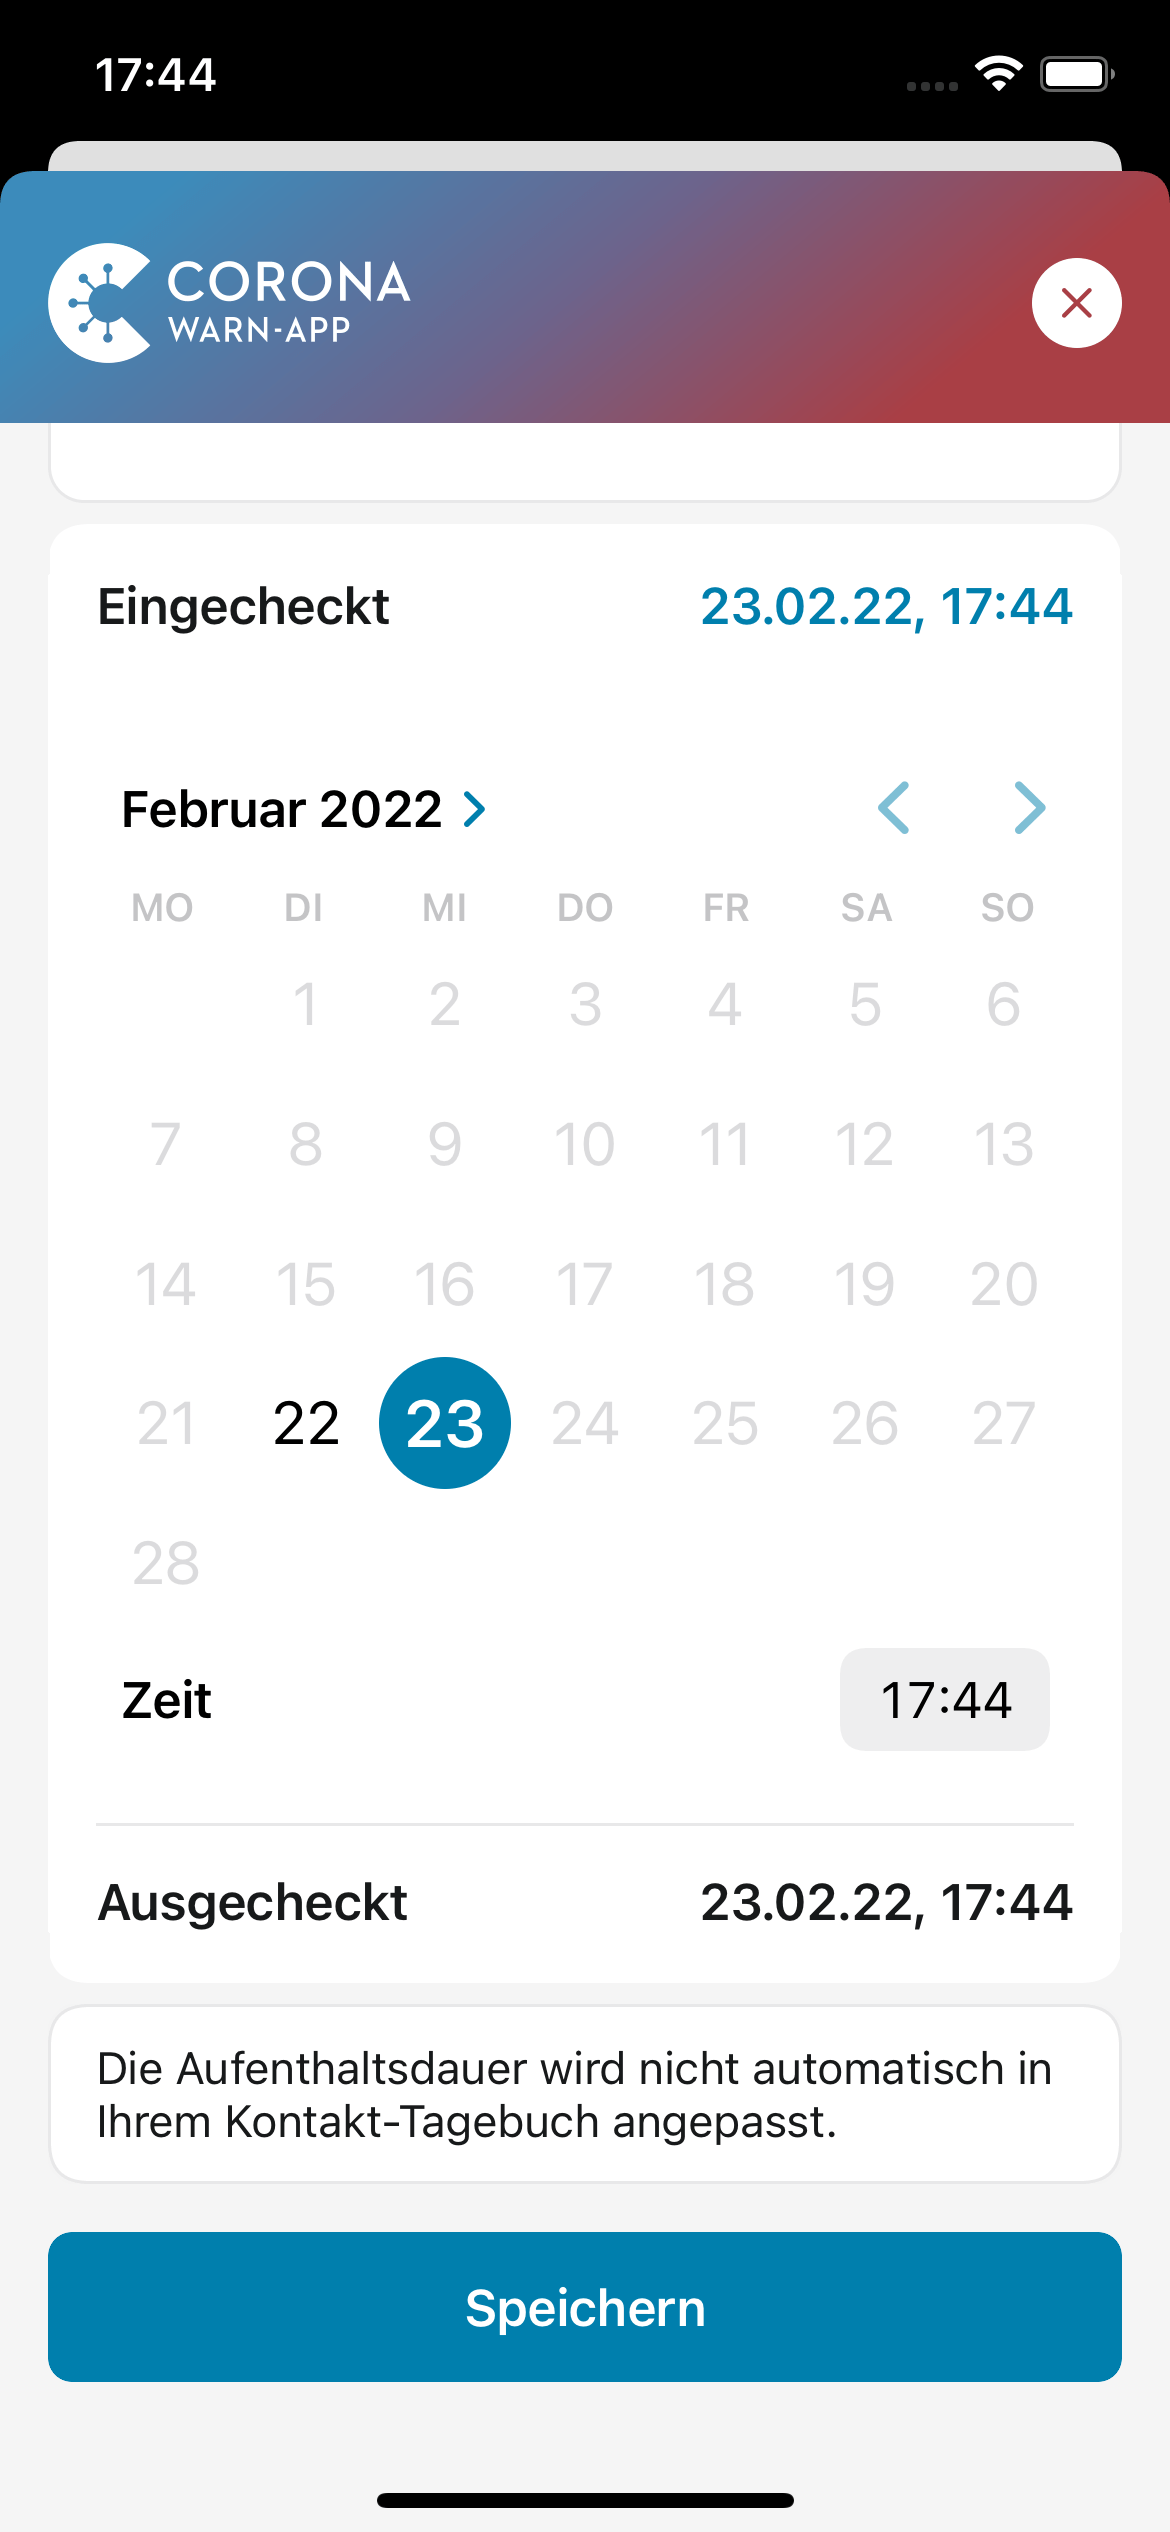 17:44
CORONA
WARN-APP
Eingecheckt 23.02.22, 17:44
Februar 2022
MO DI MI DO FR SA SO
1 2 3 4 5 6
7 8 9 10 11 12 13
14 15 16 17 18 19 20
21 22 23 24 25 26 27
28
Zeit 17:44
Ausgecheckt 23.02.22, 17:44
Die Aufenthaltsdauer wird nicht automatisch in
Ihrem Kontakt-Tagebuch angepasst.
Speichern